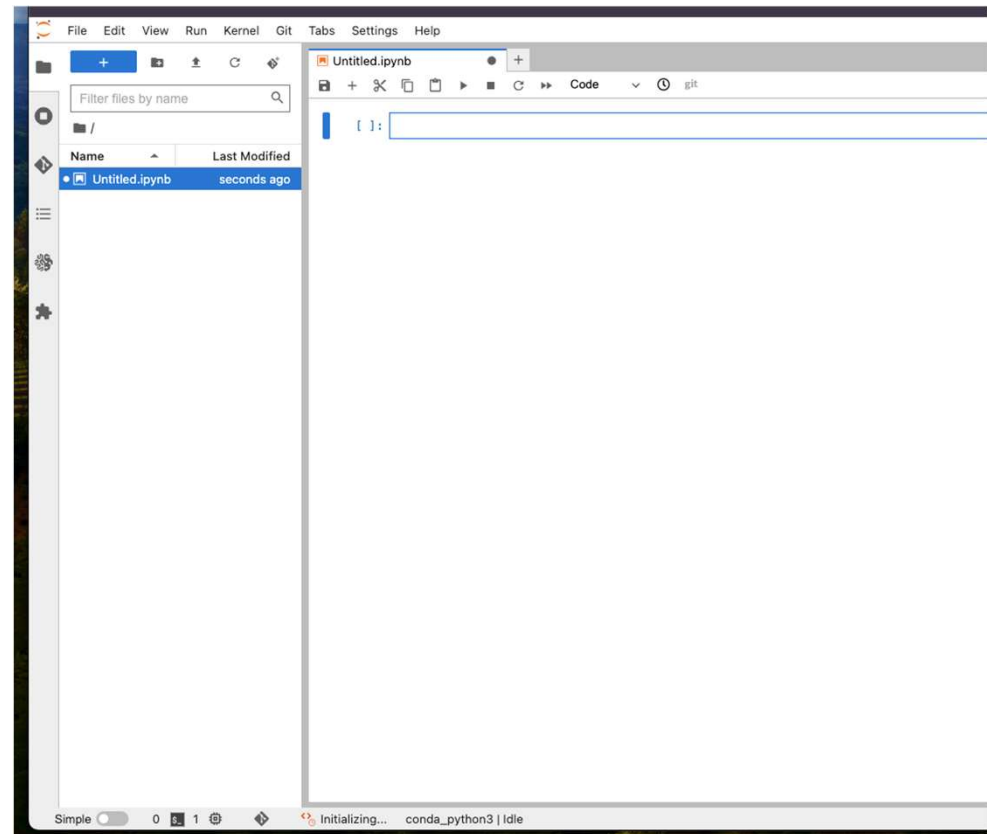 File Edit View Run Kernel Git Tabs Settings Help
+
Filter files by name
/
Name Last Modified
Untitled.ipynb seconds ago
Untitled.ipynb +
+ Code git
[ ]:
Simple 0 $_ 1 Initializing... conda_python3 | Idle